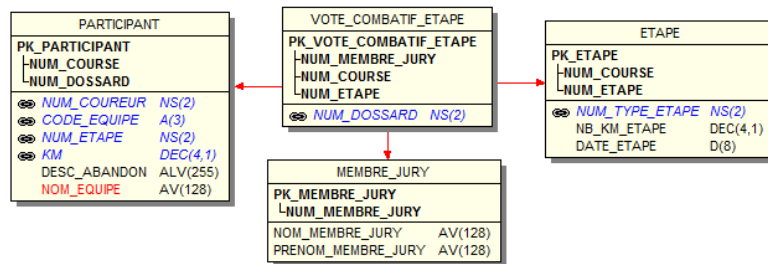 PARTICIPANT
PK_PARTICIPANT
NUM_COURSE
NUM_DOSSARD
NUM_COUREUR NS(2)
CODE_EQUIPE A(3)
NUM_ETAPE NS(2)
KM DEC(4,1)
DESC_ABANDON ALV(255)
NOM_EQUIPE AV(128)
VOTE_COMBATIF_ETAPE
PK_VOTE_COMBATIF_ETAPE
NUM_MEMBRE_JURY
NUM_COURSE
NUM_ETAPE
NUM_DOSSARD NS(2)
ETAPE
PK_ETAPE
NUM_COURSE
NUM_ETAPE
NUM_TYPE_ETAPE NS(2)
NB_KM_ETAPE DEC(4,1)
DATE_ETAPE D(8)
MEMBRE_JURY
PK_MEMBRE_JURY
NUM_MEMBRE_JURY
NOM_MEMBRE_JURY AV(128)
PRENOM_MEMBRE_JURY AV(128)